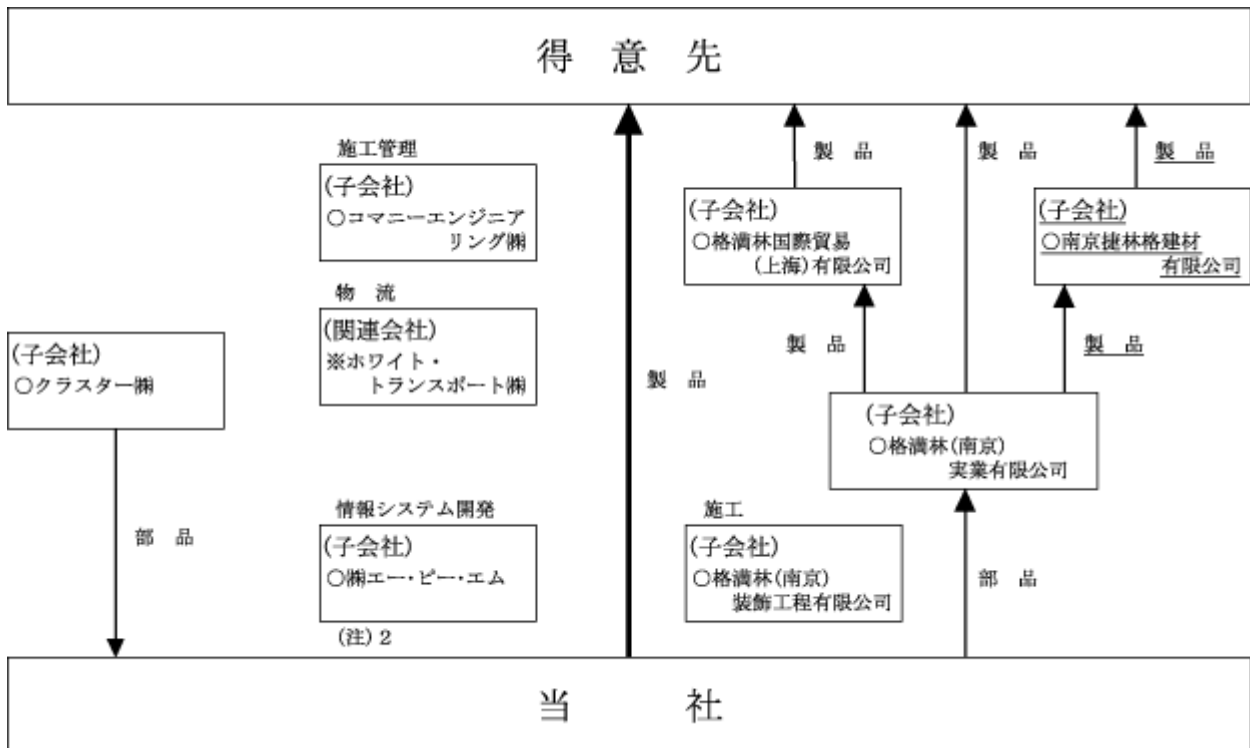 得 意 先
施工管理
(子会社)
○コマニーエンジニア
リング㈱
物 流
(関連会社)
※ホワイト・
トランスポート㈱
(子会社)
○クラスター㈱
部 品
情報システム開発
(子会社)
○㈱エー・ピー・エム
(注) 2
製 品
製 品
製 品
製 品
(子会社)
○格満林国際貿易
(上海)有限公司
(子会社)
○南京捷林格建材
有限公司
製 品
製 品
(子会社)
○格満林(南京)
実業有限公司
施工
(子会社)
○格満林(南京)
装飾工程有限公司
部 品
当 社